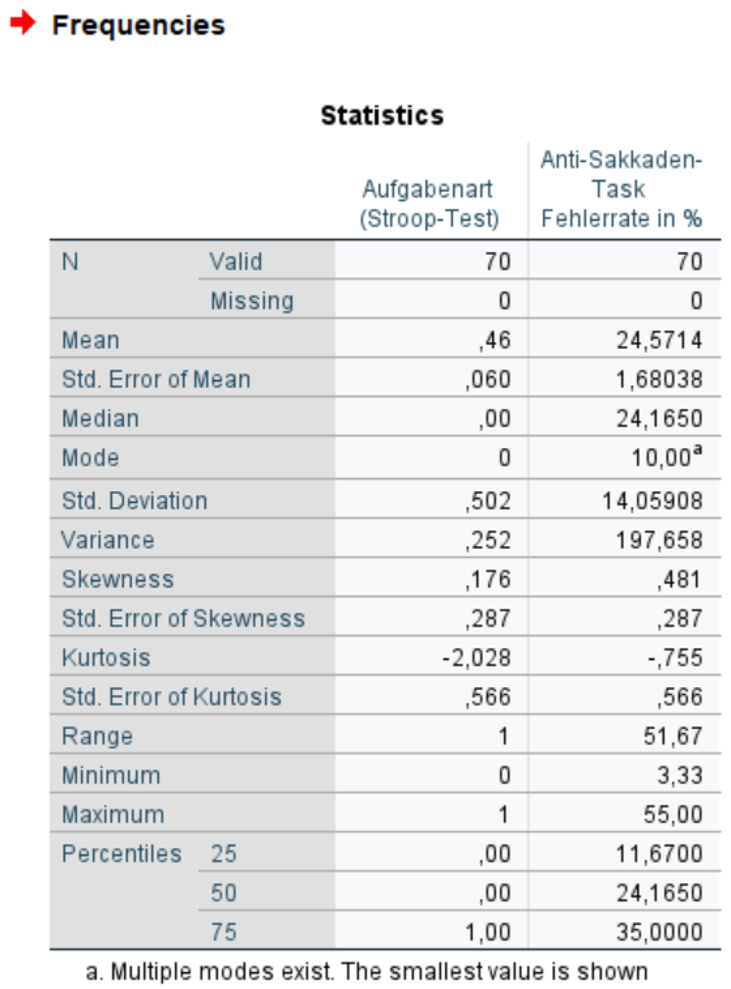 Frequencies
Statistics
Aufgabenart (Stroop-Test) Anti-Sakkaden-Task Fehlerrate in %
N Valid 70 70
Missing 0 0
Mean ,46 24,5714
Std. Error of Mean ,060 1,68038
Median ,00 24,1650
Mode 0 10,00a
Std. Deviation ,502 14,05908
Variance ,252 197,658
Skewness ,176 ,481
Std. Error of Skewness ,287 ,287
Kurtosis -2,028 -,755
Std. Error of Kurtosis ,566 ,566
Range 1 51,67
Minimum 0 3,33
Maximum 1 55,00
Percentiles 25 ,00 11,6700
50 ,00 24,1650
75 1,00 35,0000
a. Multiple modes exist. The smallest value is shown